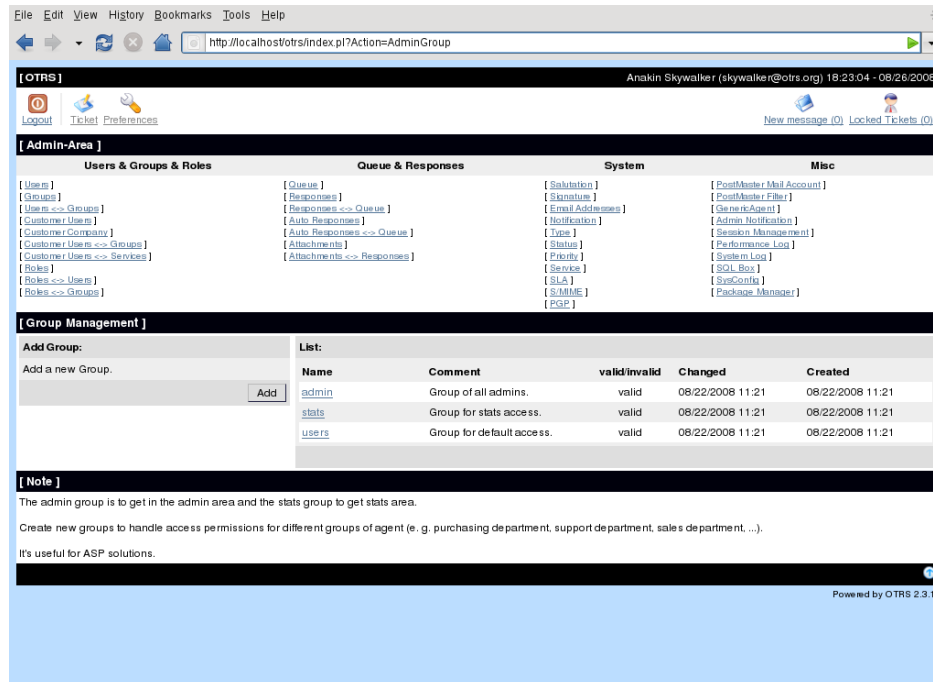 File Edit View History Bookmarks Tools Help
http://localhost/otrs/index.pl?Action=AdminGroup
[ OTRS ] Anakin Skywalker (skywalker@otrs.org) 18:23:04 - 08/26/2008
Logout Ticket Preferences New message (0) Locked Tickets (0)
[ Admin-Area ]
Users & Groups & Roles Queue & Responses System Misc
[ Users ] [ Queue ] [ Salutation ] [ PostMaster Mail Account ]
[ Groups ] [ Responses ] [ Signature ] [ PostMaster Filter ]
[ Users <-> Groups ] [ Responses <-> Queue ] [ Email Addresses ] [ GenericAgent ]
[ Customer Users ] [ Auto Responses ] [ Notification ] [ Admin Notification ]
[ Customer Company ] [ Auto Responses <-> Queue ] [ Type ] [ Session Management ]
[ Customer Users <-> Groups ] [ Attachments ] [ Status ] [ Performance Log ]
[ Customer Users <-> Services ] [ Attachments <-> Responses ] [ Priority ] [ System Log ]
[ Roles ] [ Service ] [ SQL Box ]
[ Roles <-> Users ] [ SLA ] [ SysConfig ]
[ Roles <-> Groups ] [ S/MIME ] [ Package Manager ]
[ PGP ]
[ Group Management ]
Add Group: List:
Add a new Group. Name Comment valid/invalid Changed Created
Add admin Group of all admins. valid 08/22/2008 11:21 08/22/2008 11:21
stats Group for stats access. valid 08/22/2008 11:21 08/22/2008 11:21
users Group for default access. valid 08/22/2008 11:21 08/22/2008 11:21
[ Note ]
The admin group is to get in the admin area and the stats group to get stats area.
Create new groups to handle access permissions for different groups of agent (e. g. purchasing department, support department, sales department, ...).
It's useful for ASP solutions.
Powered by OTRS 2.3.1